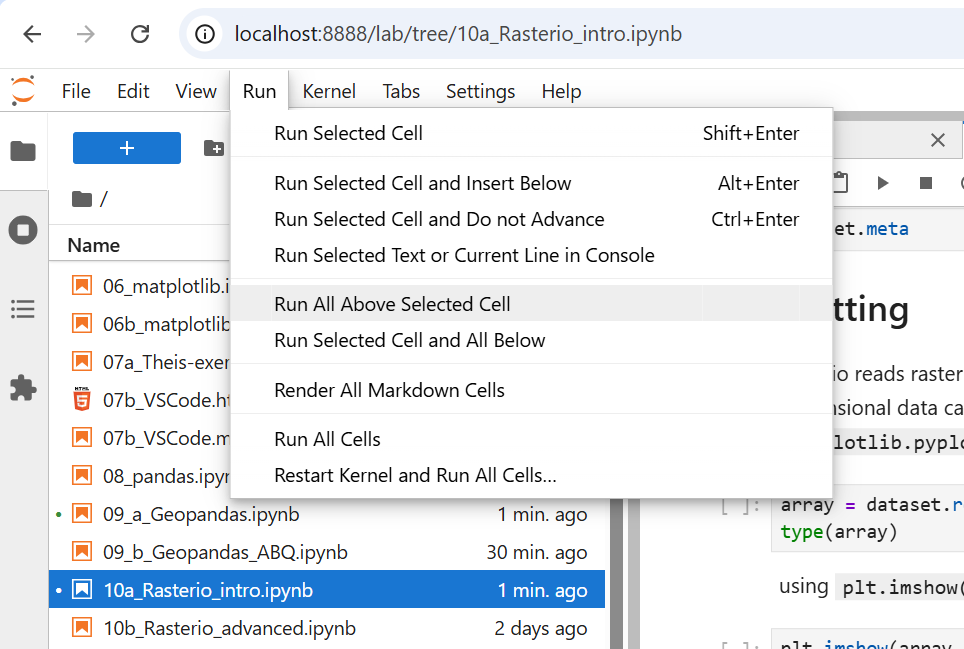 localhost:8888/lab/tree/10a_Rasterio_intro.ipynb
File Edit View Run Kernel Tabs Settings Help
Run Selected Cell Shift+Enter
Run Selected Cell and Insert Below Alt+Enter
Run Selected Cell and Do not Advance Ctrl+Enter
Run Selected Text or Current Line in Console
Run All Above Selected Cell
Run Selected Cell and All Below
Render All Markdown Cells
Run All Cells
Restart Kernel and Run All Cells…
/
Name
06_matplotlib.i
06b_matplotlib
07a_Theis-exer
HTML
07b_VSCode.ht
07b_VSCode.m
08_pandas.ipyn
09_a_Geopandas.ipynb 1 min. ago
09_b_Geopandas_ABQ.ipynb 30 min. ago
10a_Rasterio_intro.ipynb 1 min. ago
10b_Rasterio_advanced.ipynb 2 days ago
et.meta
tting
io reads raster
nsional data ca
lotlib.pyplo
[ ]: array = dataset.r
type(array)
using plt.imshow(
[ ]: plt.imshow(array